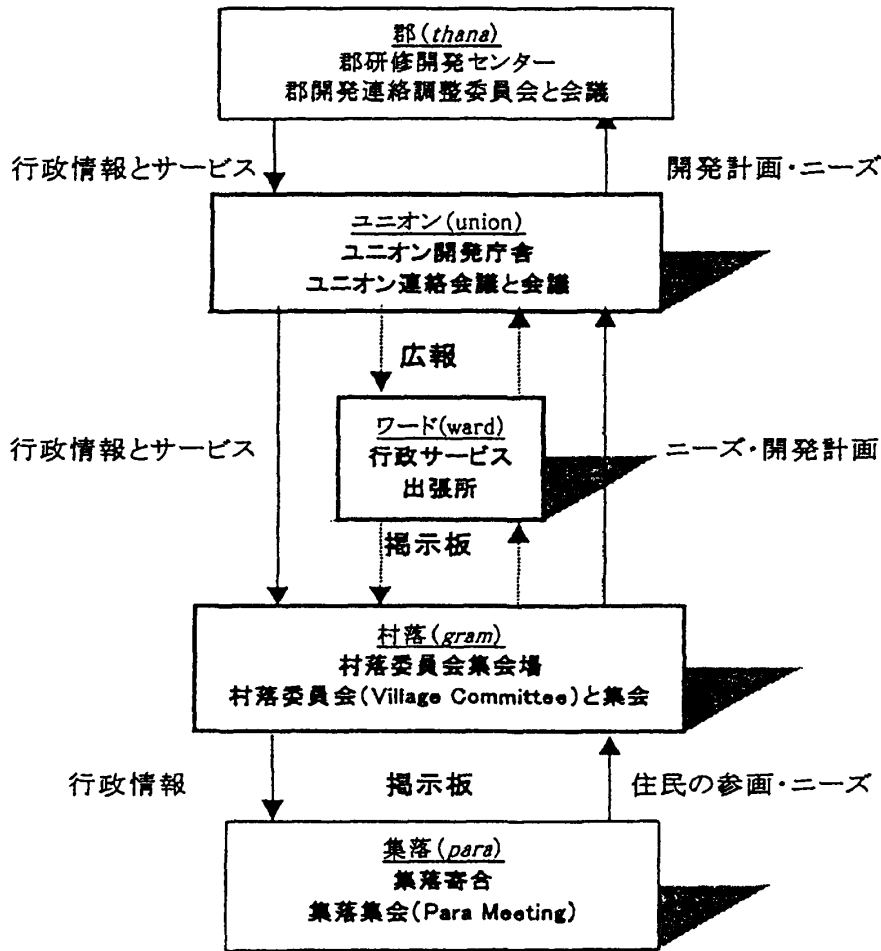 郡(thana)
郡研修開発センター
郡開発連絡調整委員会と会議
行政情報とサービス
開発計画・ニーズ
ユニオン(union)
ユニオン開発庁舎
ユニオン連絡会議と会議
広報
行政情報とサービス
ワード(ward)
行政サービス
出張所
ニーズ・開発計画
掲示板
村落(gram)
村落委員会集会場
村落委員会(Village Committee)と集会
行政情報
掲示板
住民の参画・ニーズ
集落(para)
集落寄合
集落集会(Para Meeting)